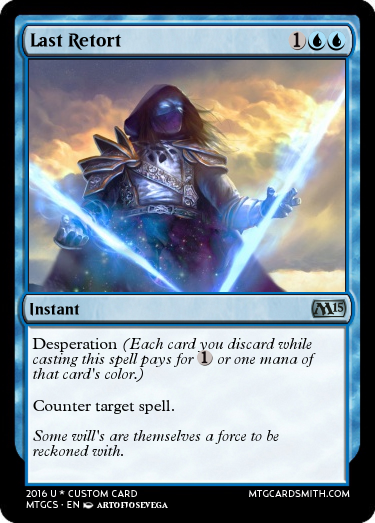 Last Retort 1
Instant M15
Desperation (Each card you discard while
casting this spell pays for 1 or one mana of
that card's color.)
Counter target spell.
Some will's are themselves a force to be
reckoned with.
2016 U * CUSTOM CARD MTGCARDSMITH.COM
MTGCS · EN ARTOFJOSEVEGA